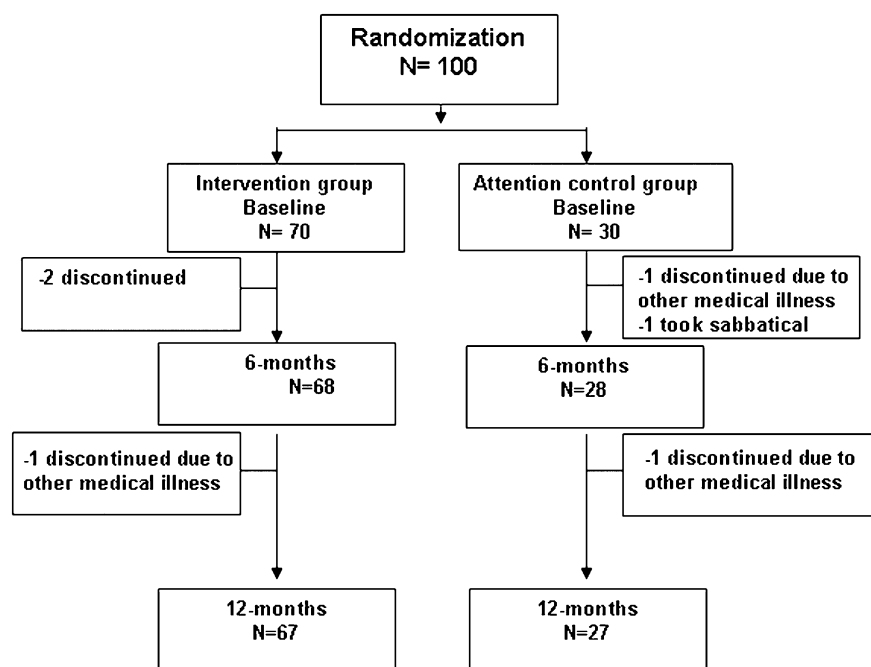 Randomization
N= 100
Intervention group
Baseline
N= 70
Attention control group
Baseline
N= 30
-2 discontinued
-1 discontinued due to
other medical illness
-1 took sabbatical
6-months
N=68
6-months
N=28
-1 discontinued due to
other medical illness
-1 discontinued due to
other medical illness
12-months
N=67
12-months
N=27